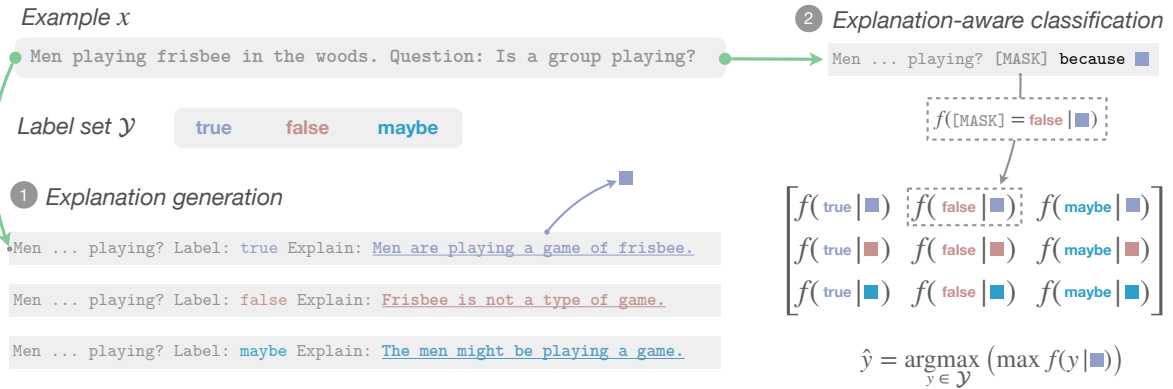 Example x
Men playing frisbee in the woods. Question: Is a group playing?
Label set 𝒴
true false maybe
1 Explanation generation
Men ... playing? Label: true Explain: Men are playing a game of frisbee.
Men ... playing? Label: false Explain: Frisbee is not a type of game.
Men ... playing? Label: maybe Explain: The men might be playing a game.
2 Explanation-aware classification
Men ... playing? [MASK] because ■
f([MASK] = false | ■)
f( true | ■) f( false | ■) f( maybe | ■)
f( true | ■) f( false | ■) f( maybe | ■)
f( true | ■) f( false | ■) f( maybe | ■)
ŷ = argmax (max f(y | ■))
y ∈ 𝒴